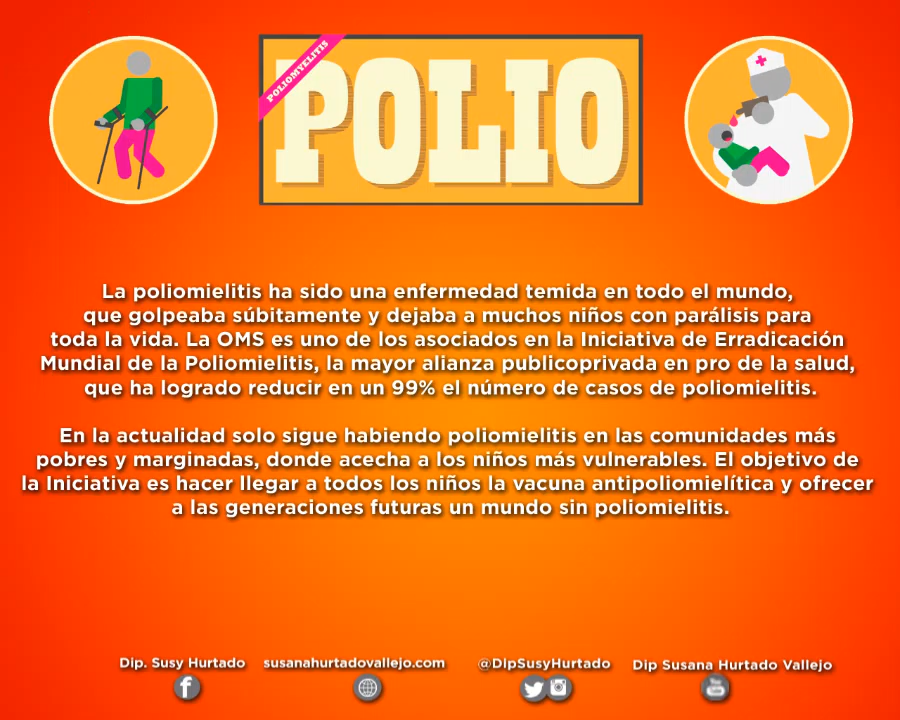 POLIOMYELITIS
POLIO
La poliomielitis ha sido una enfermedad temida en todo el mundo,
que golpeaba súbitamente y dejaba a muchos niños con parálisis para
toda la vida. La OMS es uno de los asociados en la Iniciativa de Erradicación
Mundial de la Poliomielitis, la mayor alianza publicoprivada en pro de la salud,
que ha logrado reducir en un 99% el número de casos de poliomielitis.
En la actualidad solo sigue habiendo poliomielitis en las comunidades más
pobres y marginadas, donde acecha a los niños más vulnerables. El objetivo de
la Iniciativa es hacer llegar a todos los niños la vacuna antipoliomielítica y ofrecer
a las generaciones futuras un mundo sin poliomielitis.
Dip. Susy Hurtado
susanahurtadovallejo.com
@DipSusyHurtado
Dip Susana Hurtado Vallejo